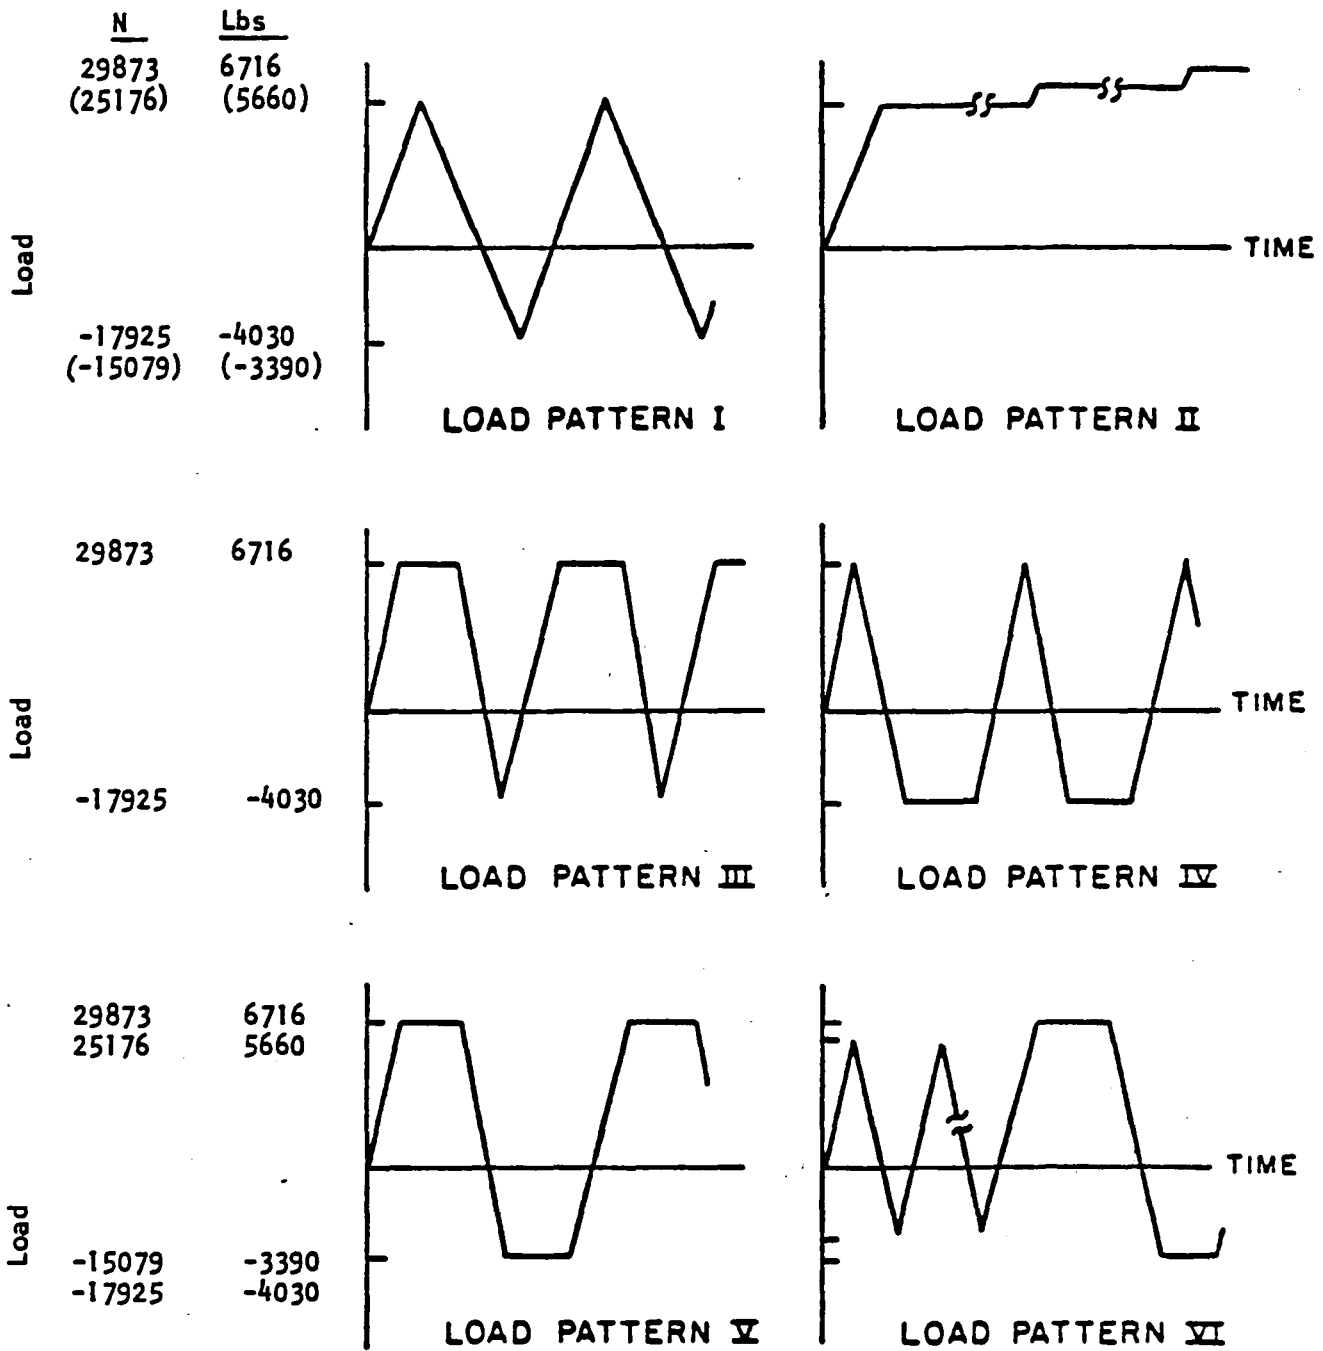 N Lbs
29873 6716
(25176) (5660)
Load
-17925 -4030
(-15079) (-3390)
TIME
LOAD PATTERN I
LOAD PATTERN II
29873 6716
Load
-17925 -4030
TIME
LOAD PATTERN III
LOAD PATTERN IV
29873 6716
25176 5660
Load
-15079 -3390
-17925 -4030
TIME
LOAD PATTERN V
LOAD PATTERN VI